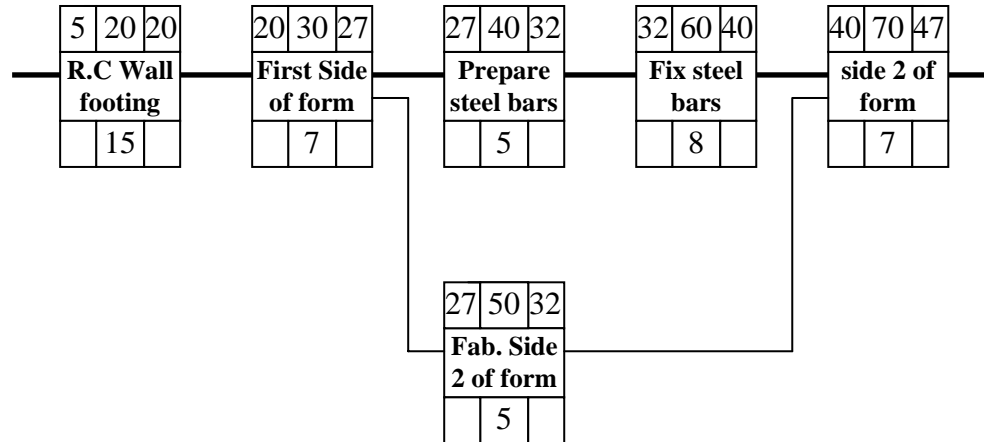 5 20 20
R.C Wall
footing
15
20 30 27
First Side
of form
7
27 40 32
Prepare
steel bars
5
32 60 40
Fix steel
bars
8
40 70 47
side 2 of
form
7
27 50 32
Fab. Side
2 of form
5